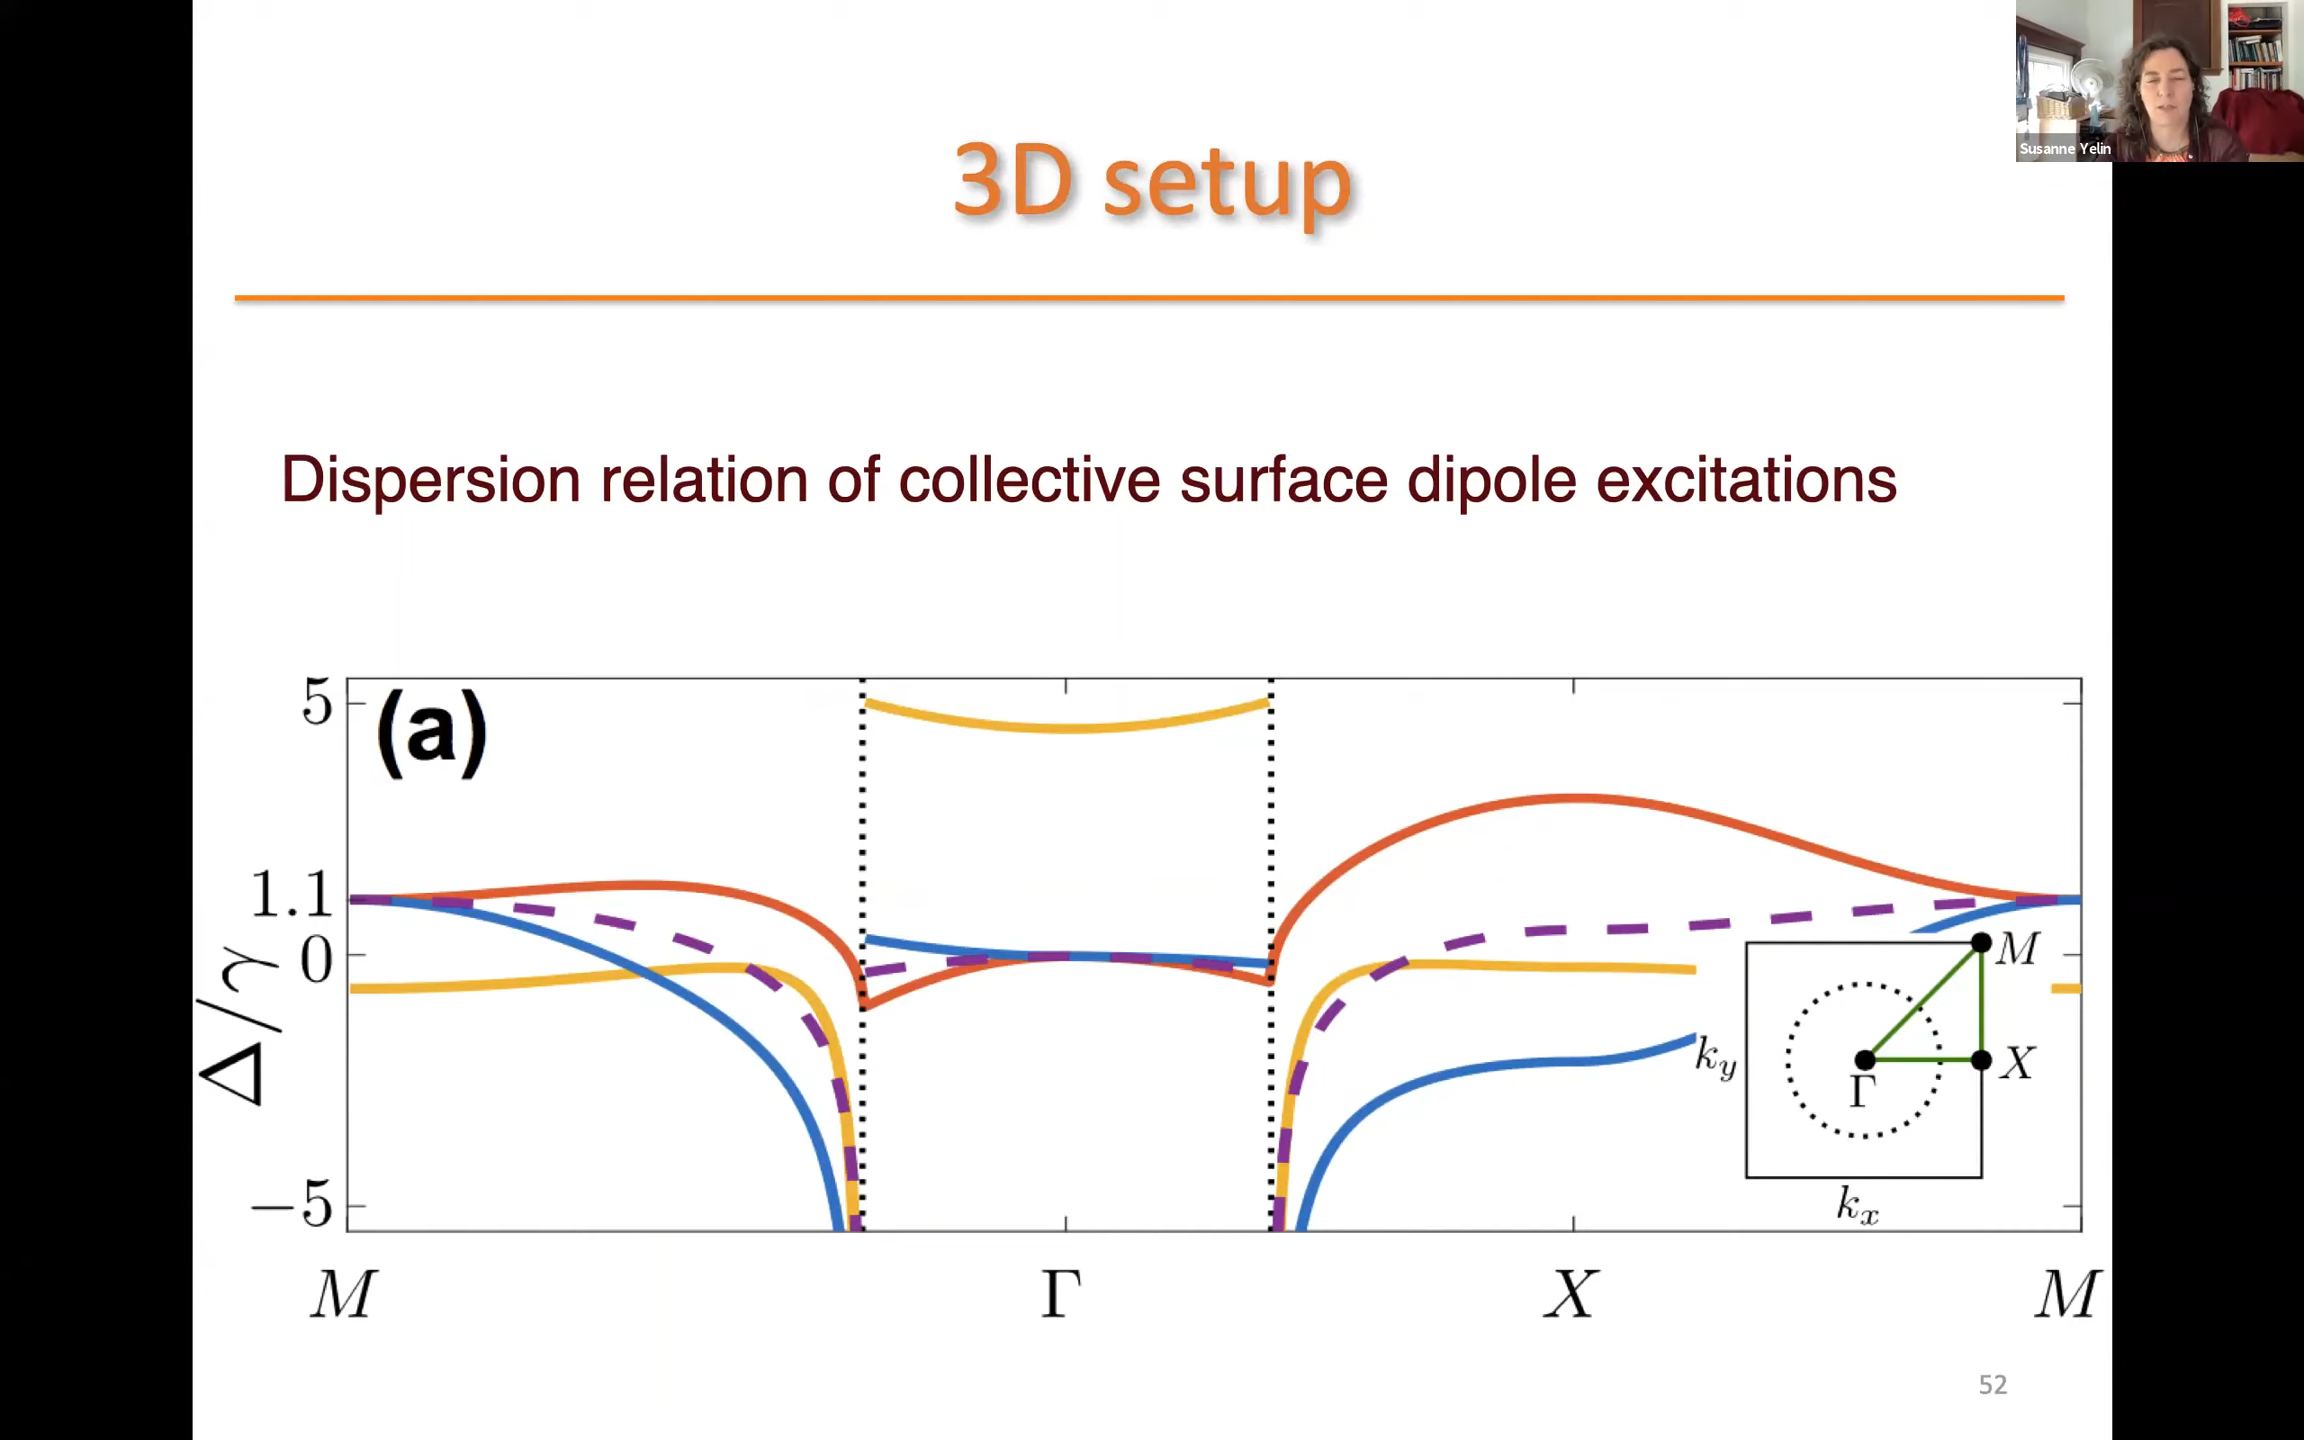 Susanne Yelin
3D setup
Dispersion relation of collective surface dipole excitations
(a)
5
1.1
0
−5
Δ/γ
M
X
Γ
k_y
k_x
M
Γ
X
M
52